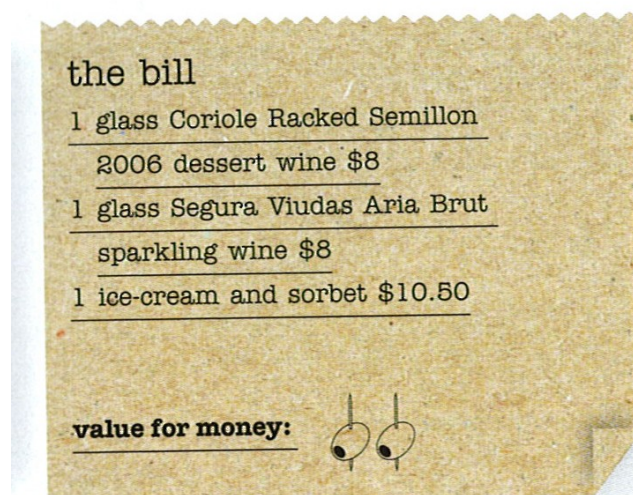 the bill
1 glass Coriole Racked Semillon
2006 dessert wine $8
1 glass Segura Viudas Aria Brut
sparkling wine $8
1 ice-cream and sorbet $10.50
value for money: